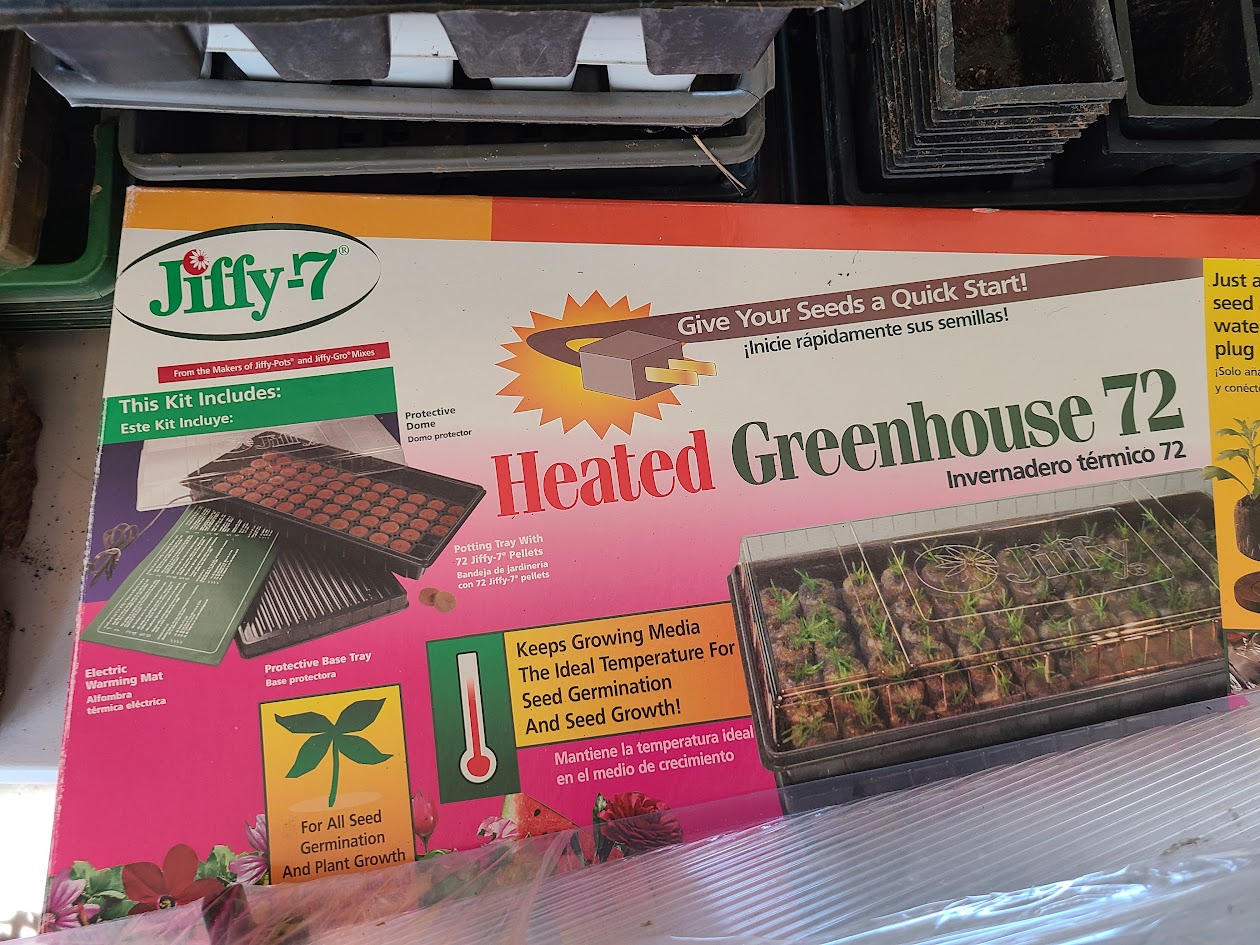 Jiffy-7®
From the Makers of Jiffy-Pots® and Jiffy-Gro® Mixes
This Kit Includes:
Este Kit Incluye:
Protective
Dome
Domo protector
Potting Tray With
72 Jiffy-7® Pellets
Bandeja de jardineria
con 72 Jiffy-7® pellets
Electric
Warming Mat
Alfombra
térmica eléctrica
Protective Base Tray
Base protectora
Give Your Seeds a Quick Start!
¡Inicie rápidamente sus semillas!
Heated Greenhouse 72
Invernadero térmico 72
Keeps Growing Media
The Ideal Temperature For
Seed Germination
And Seed Growth!
Mantiene la temperatura ideal
en el medio de crecimiento
For All Seed
Germination
And Plant Growth
Jiffy
Just a
seed
wate
plug
¡Solo aña
y conéct